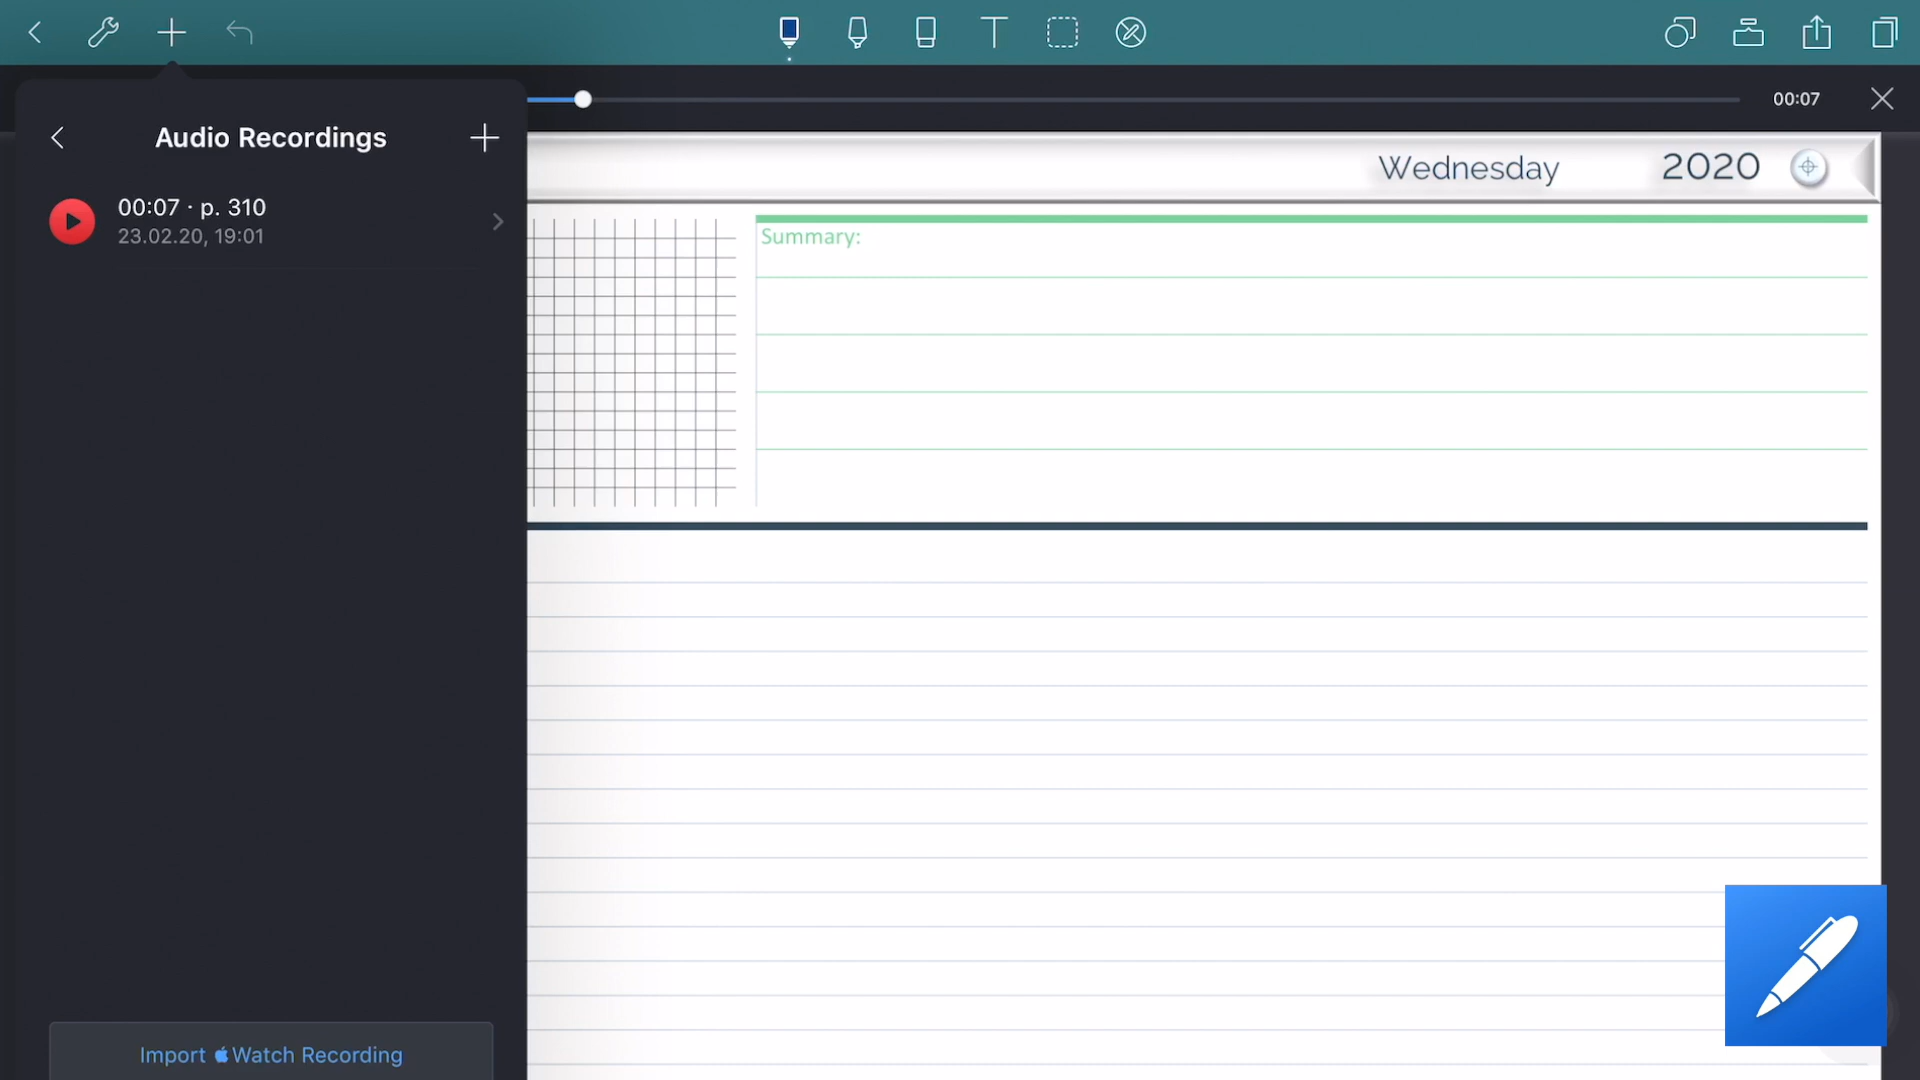 00:07
Audio Recordings
00:07 · p. 310
23.02.20, 19:01
Import Watch Recording
Wednesday 2020
Summary: